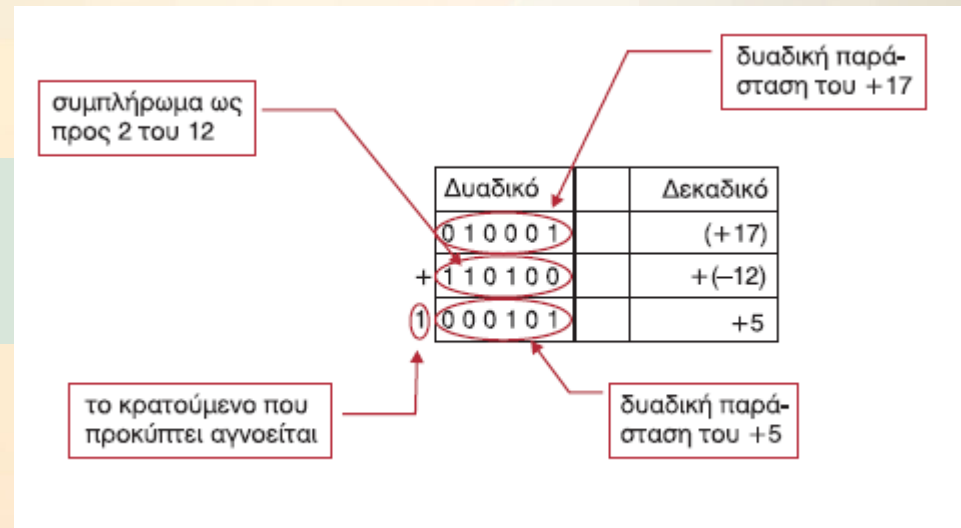 δυαδική παρά-
σταση του +17
συμπλήρωμα ως
προς 2 του 12
Δυαδικό Δεκαδικό
0 1 0 0 0 1 (+17)
+ 1 1 0 1 0 0 +(–12)
1 0 0 0 1 0 1 +5
το κρατούμενο που
προκύπτει αγνοείται
δυαδική παρά-
σταση του +5